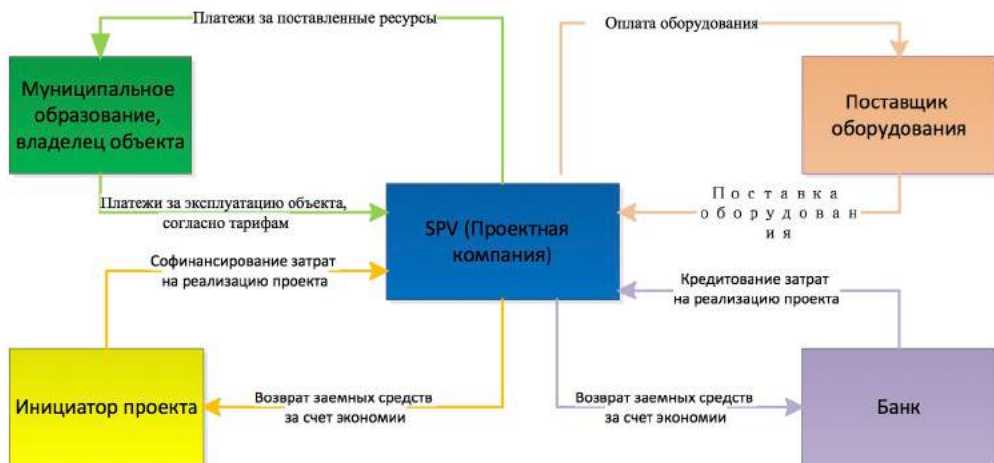 Платежи за поставленные ресурсы
Оплата оборудования
Муниципальное
образование,
владелец объекта
Поставщик
оборудования
Платежи за эксплуатацию объекта,
согласно тарифам
SPV (Проектная
компания)
Поставка
оборудован
ия
Софинансирование затрат
на реализацию проекта
Кредитование затрат
на реализацию проекта
Инициатор проекта
Возврат заемных средств
за счет экономии
Возврат заемных средств
за счет экономии
Банк